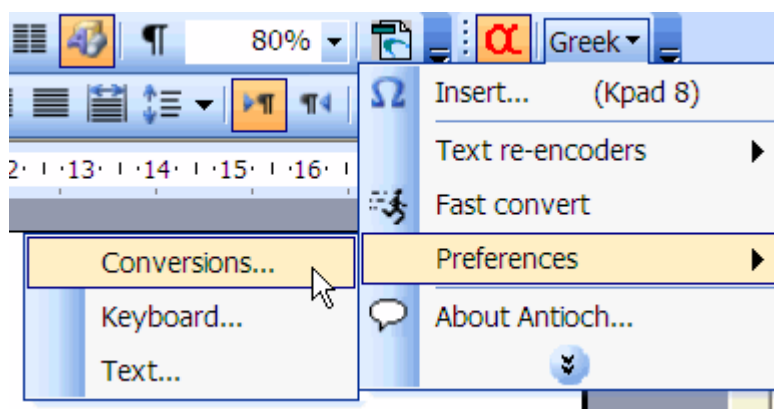 ¶ 80% α Greek
Ω Insert... (Kpad 8)
Text re-encoders
2 · 13 · 14 · 15 · 16
Fast convert
Conversions... Preferences
Keyboard... About Antioch...
Text...